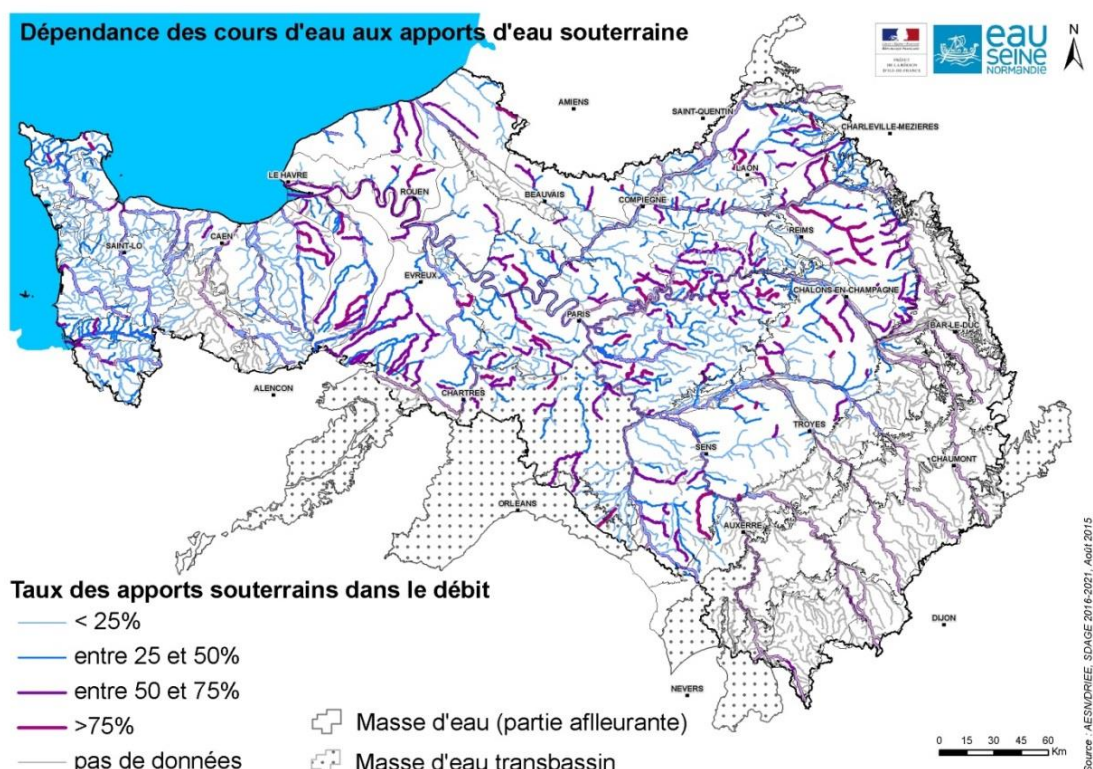 Dépendance des cours d'eau aux apports d'eau souterraine
eau
SEINE
NORMANDIE
N
AMIENS
SAINT-QUENTIN
CHARLEVILLE-MEZIERES
LE HAVRE
LAON
ROUEN
BEAUVAIS
COMPIEGNE
CAEN
REIMS
SAINT-LO
EVREUX
CHALONS-EN-CHAMPAGNE
PARIS
BAR-LE-DUC
ALENCON
CHARTRES
TROYES
SENS
CHAUMONT
ORLEANS
AUXERRE
DIJON
NEVERS
Taux des apports souterrains dans le débit
< 25%
entre 25 et 50%
entre 50 et 75%
>75%
pas de données
Masse d'eau (partie aflleurante)
Masse d'eau transbassin
0 15 30 45 60
Km
Source : AESN/DRIEE, SDAGE 2016-2021, Août 2015